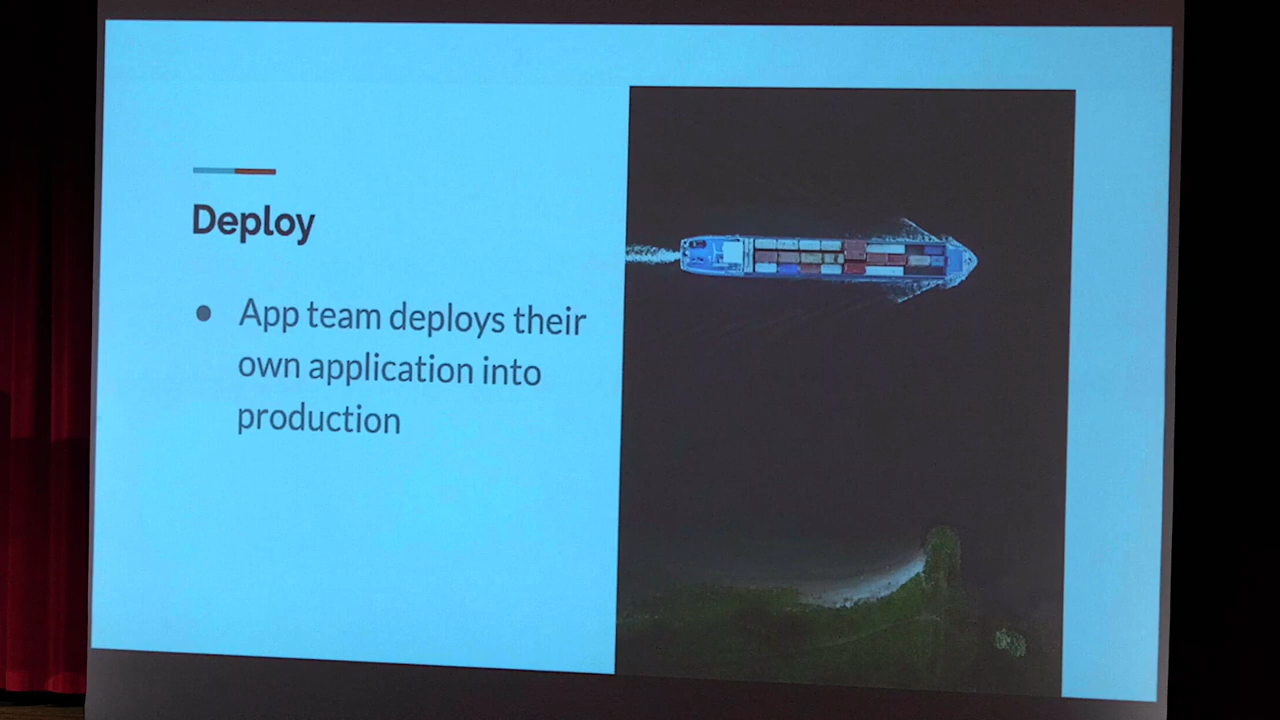 Deploy
● App team deploys their
own application into
production